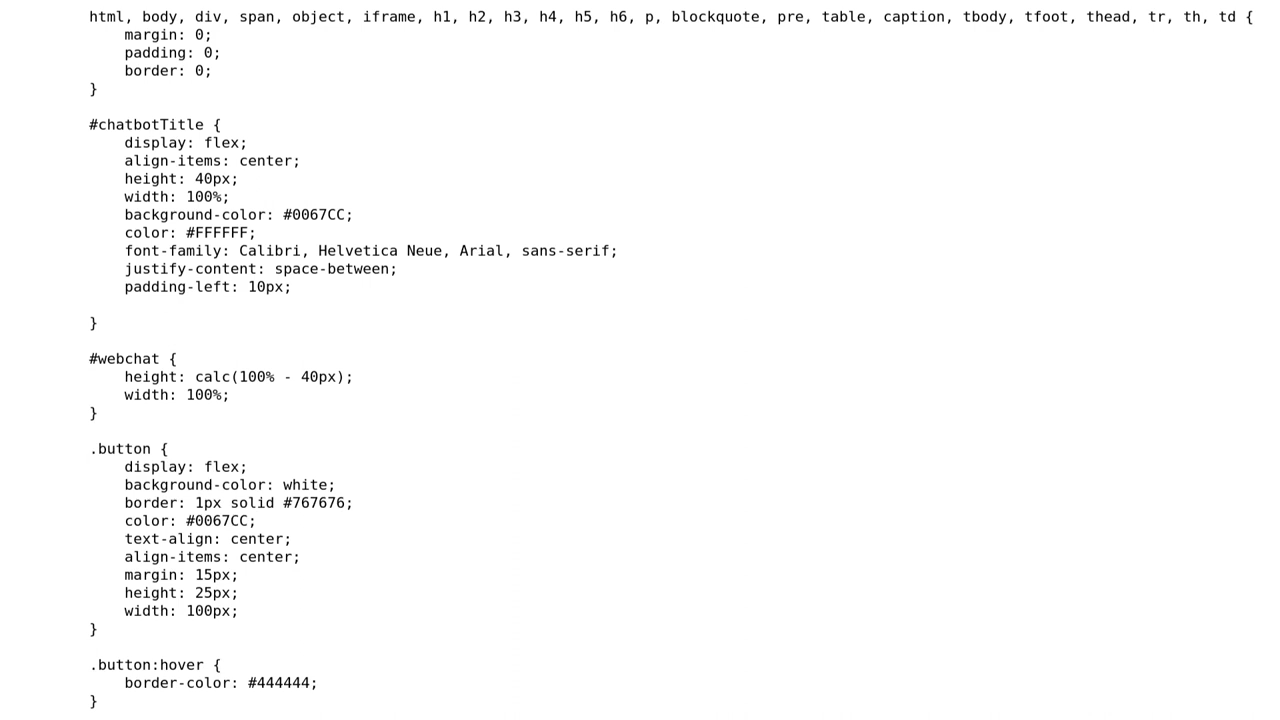 html, body, div, span, object, iframe, h1, h2, h3, h4, h5, h6, p, blockquote, pre, table, caption, tbody, tfoot, thead, tr, th, td {
    margin: 0;
    padding: 0;
    border: 0;
}

#chatbotTitle {
    display: flex;
    align-items: center;
    height: 40px;
    width: 100%;
    background-color: #0067CC;
    color: #FFFFFF;
    font-family: Calibri, Helvetica Neue, Arial, sans-serif;
    justify-content: space-between;
    padding-left: 10px;

}

#webchat {
    height: calc(100% - 40px);
    width: 100%;
}

.button {
    display: flex;
    background-color: white;
    border: 1px solid #767676;
    color: #0067CC;
    text-align: center;
    align-items: center;
    margin: 15px;
    height: 25px;
    width: 100px;
}

.button:hover {
    border-color: #444444;
}